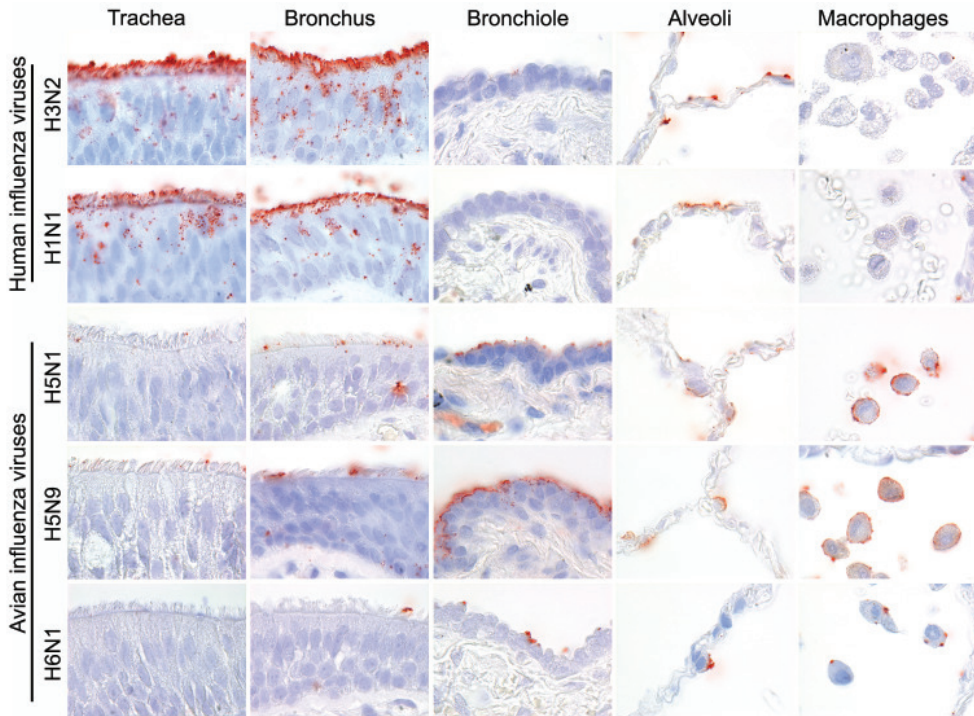 Trachea
Bronchus
Bronchiole
Alveoli
Macrophages
Human influenza viruses
H3N2
H1N1
Avian influenza viruses
H5N1
H5N9
H6N1